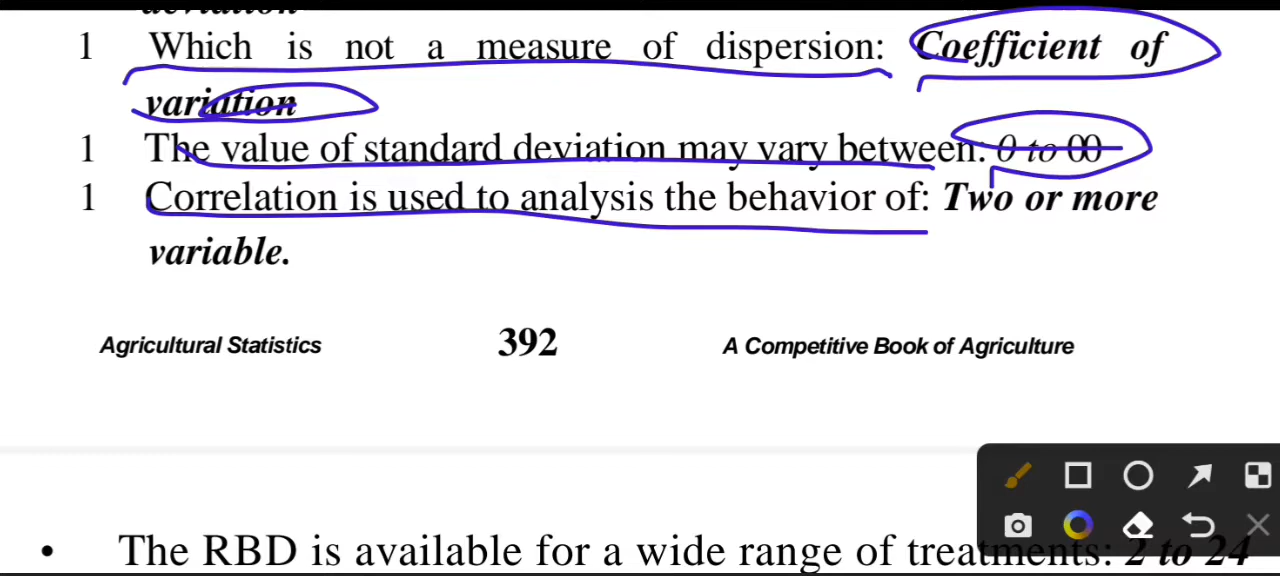 deviation
1 Which is not a measure of dispersion: Coefficient of
variation
1 The value of standard deviation may vary between: 0 to 00
1 Correlation is used to analysis the behavior of: Two or more
variable.
Agricultural Statistics 392 A Competitive Book of Agriculture
• The RBD is available for a wide range of treatments: 2 to 24